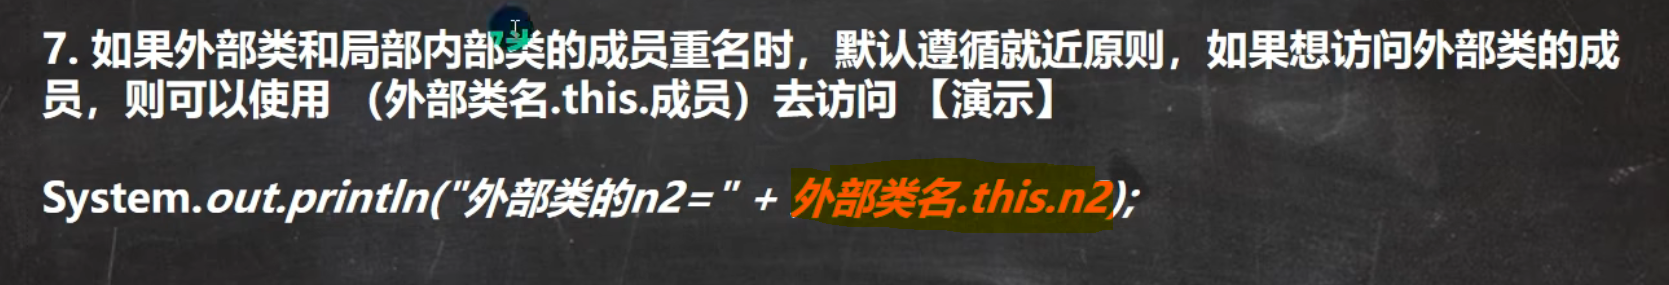 7. 如果外部类和局部内部类的成员重名时，默认遵循就近原则，如果想访问外部类的成
员，则可以使用 （外部类名.this.成员）去访问 【演示】
System.out.println("外部类的n2=" + 外部类名.this.n2);